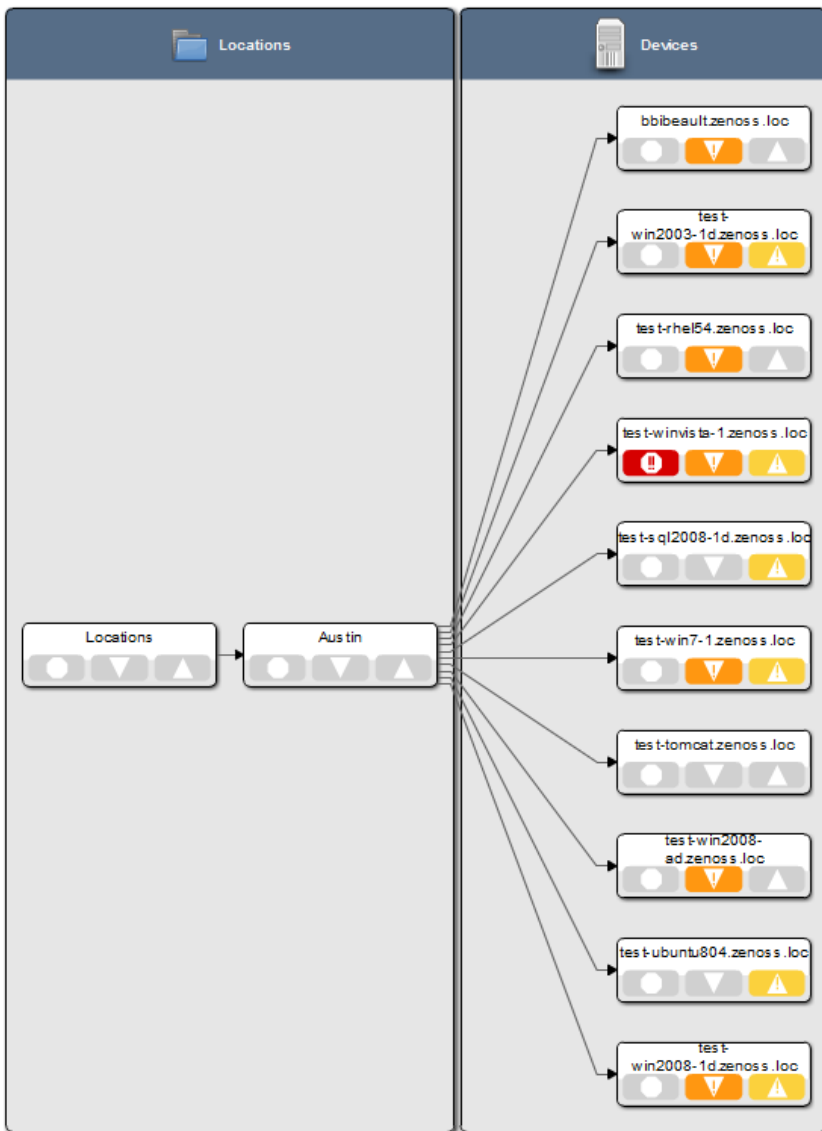 Locations
Devices
bbibeault.zenoss.loc
test-
win2003-1d.zenoss.loc
test-rhel54.zenoss.loc
test-winvista-1.zenoss.loc
test-sql2008-1d.zenoss.loc
Locations
Austin
test-win7-1.zenoss.loc
test-tomcat.zenoss.loc
test-win2008-
ad.zenoss.loc
test-ubuntu804.zenoss.loc
test-
win2008-1d.zenoss.loc